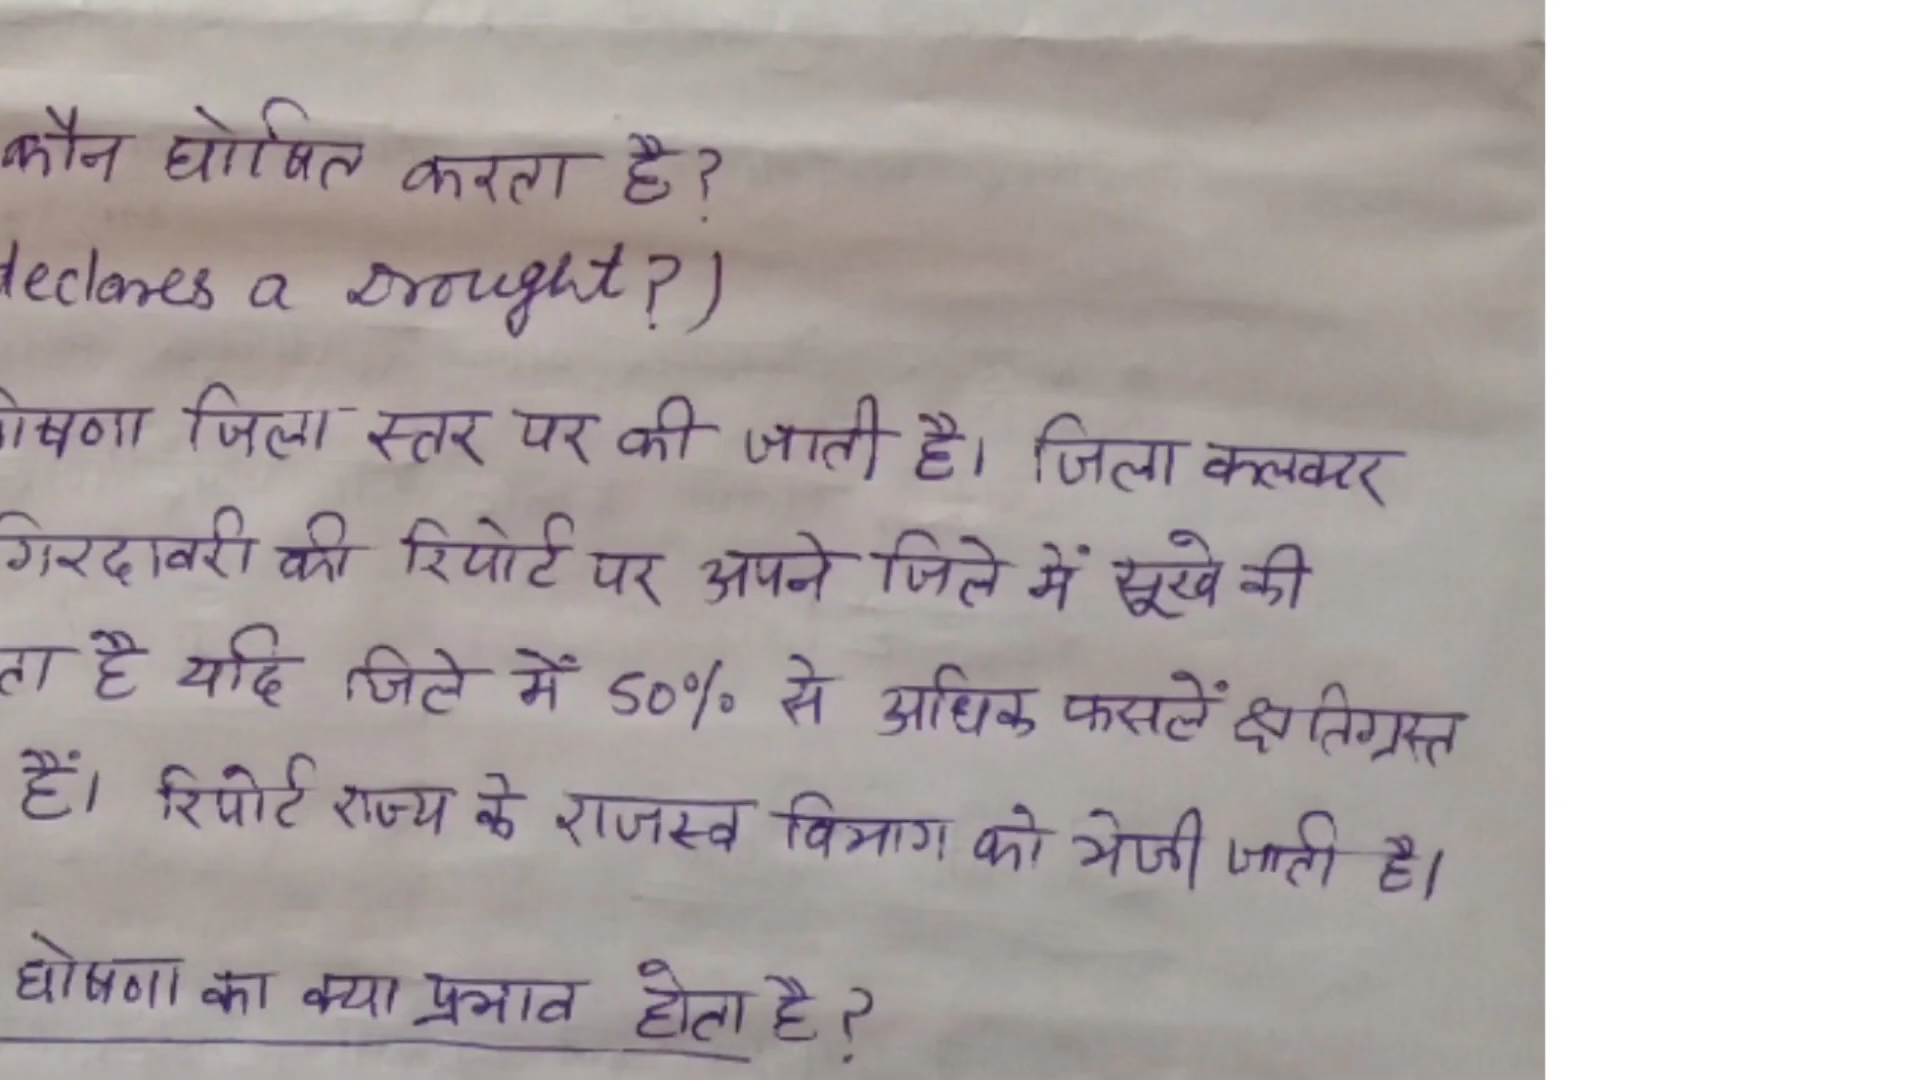 कौन घोषित करता है?
declares a Drought?)
घोषणा जिला स्तर पर की जाती है। जिला कलक्टर
गिरदावरी की रिपोर्ट पर अपने जिले में सूखे की
ता है यदि जिले में 50% से अधिक फसलें क्षतिग्रस्त
हैं। रिपोर्ट राज्य के राजस्व विभाग को भेजी जाती है।
घोषणा का क्या प्रभाव होता है?